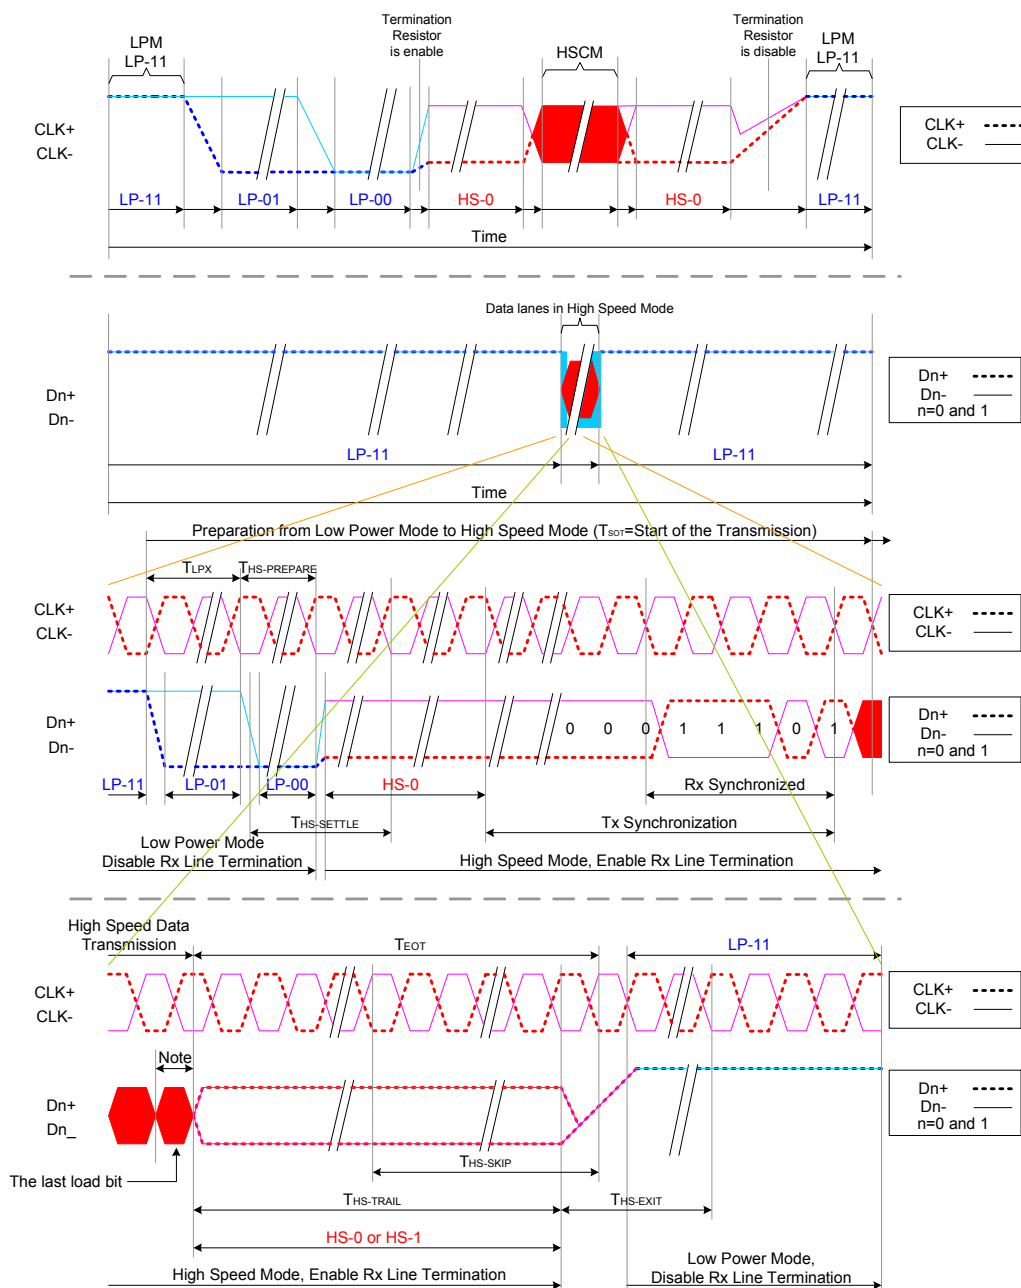 Termination
Resistor
is enable
Termination
Resistor
is disable
LPM
LP-11
HSCM
LPM
LP-11
CLK+
CLK-
CLK+
CLK-
LP-11
LP-01
LP-00
HS-0
HS-0
LP-11
Time
Data lanes in High Speed Mode
Dn+
Dn-
Dn+
Dn-
n=0 and 1
LP-11
LP-11
Time
Preparation from Low Power Mode to High Speed Mode (TSOT=Start of the Transmission)
TLPX
THS-PREPARE
CLK+
CLK-
CLK+
CLK-
Dn+
Dn-
0 0 0 1 1 1 0 1
Dn+
Dn-
n=0 and 1
LP-11
LP-01
LP-00
HS-0
Rx Synchronized
THS-SETTLE
Tx Synchronization
Low Power Mode
Disable Rx Line Termination
High Speed Mode, Enable Rx Line Termination
High Speed Data
Transmission
TEOT
LP-11
CLK+
CLK-
CLK+
CLK-
Note
Dn+
Dn_
Dn+
Dn-
n=0 and 1
The last load bit
THS-SKIP
THS-TRAIL
THS-EXIT
HS-0 or HS-1
High Speed Mode, Enable Rx Line Termination
Low Power Mode,
Disable Rx Line Termination